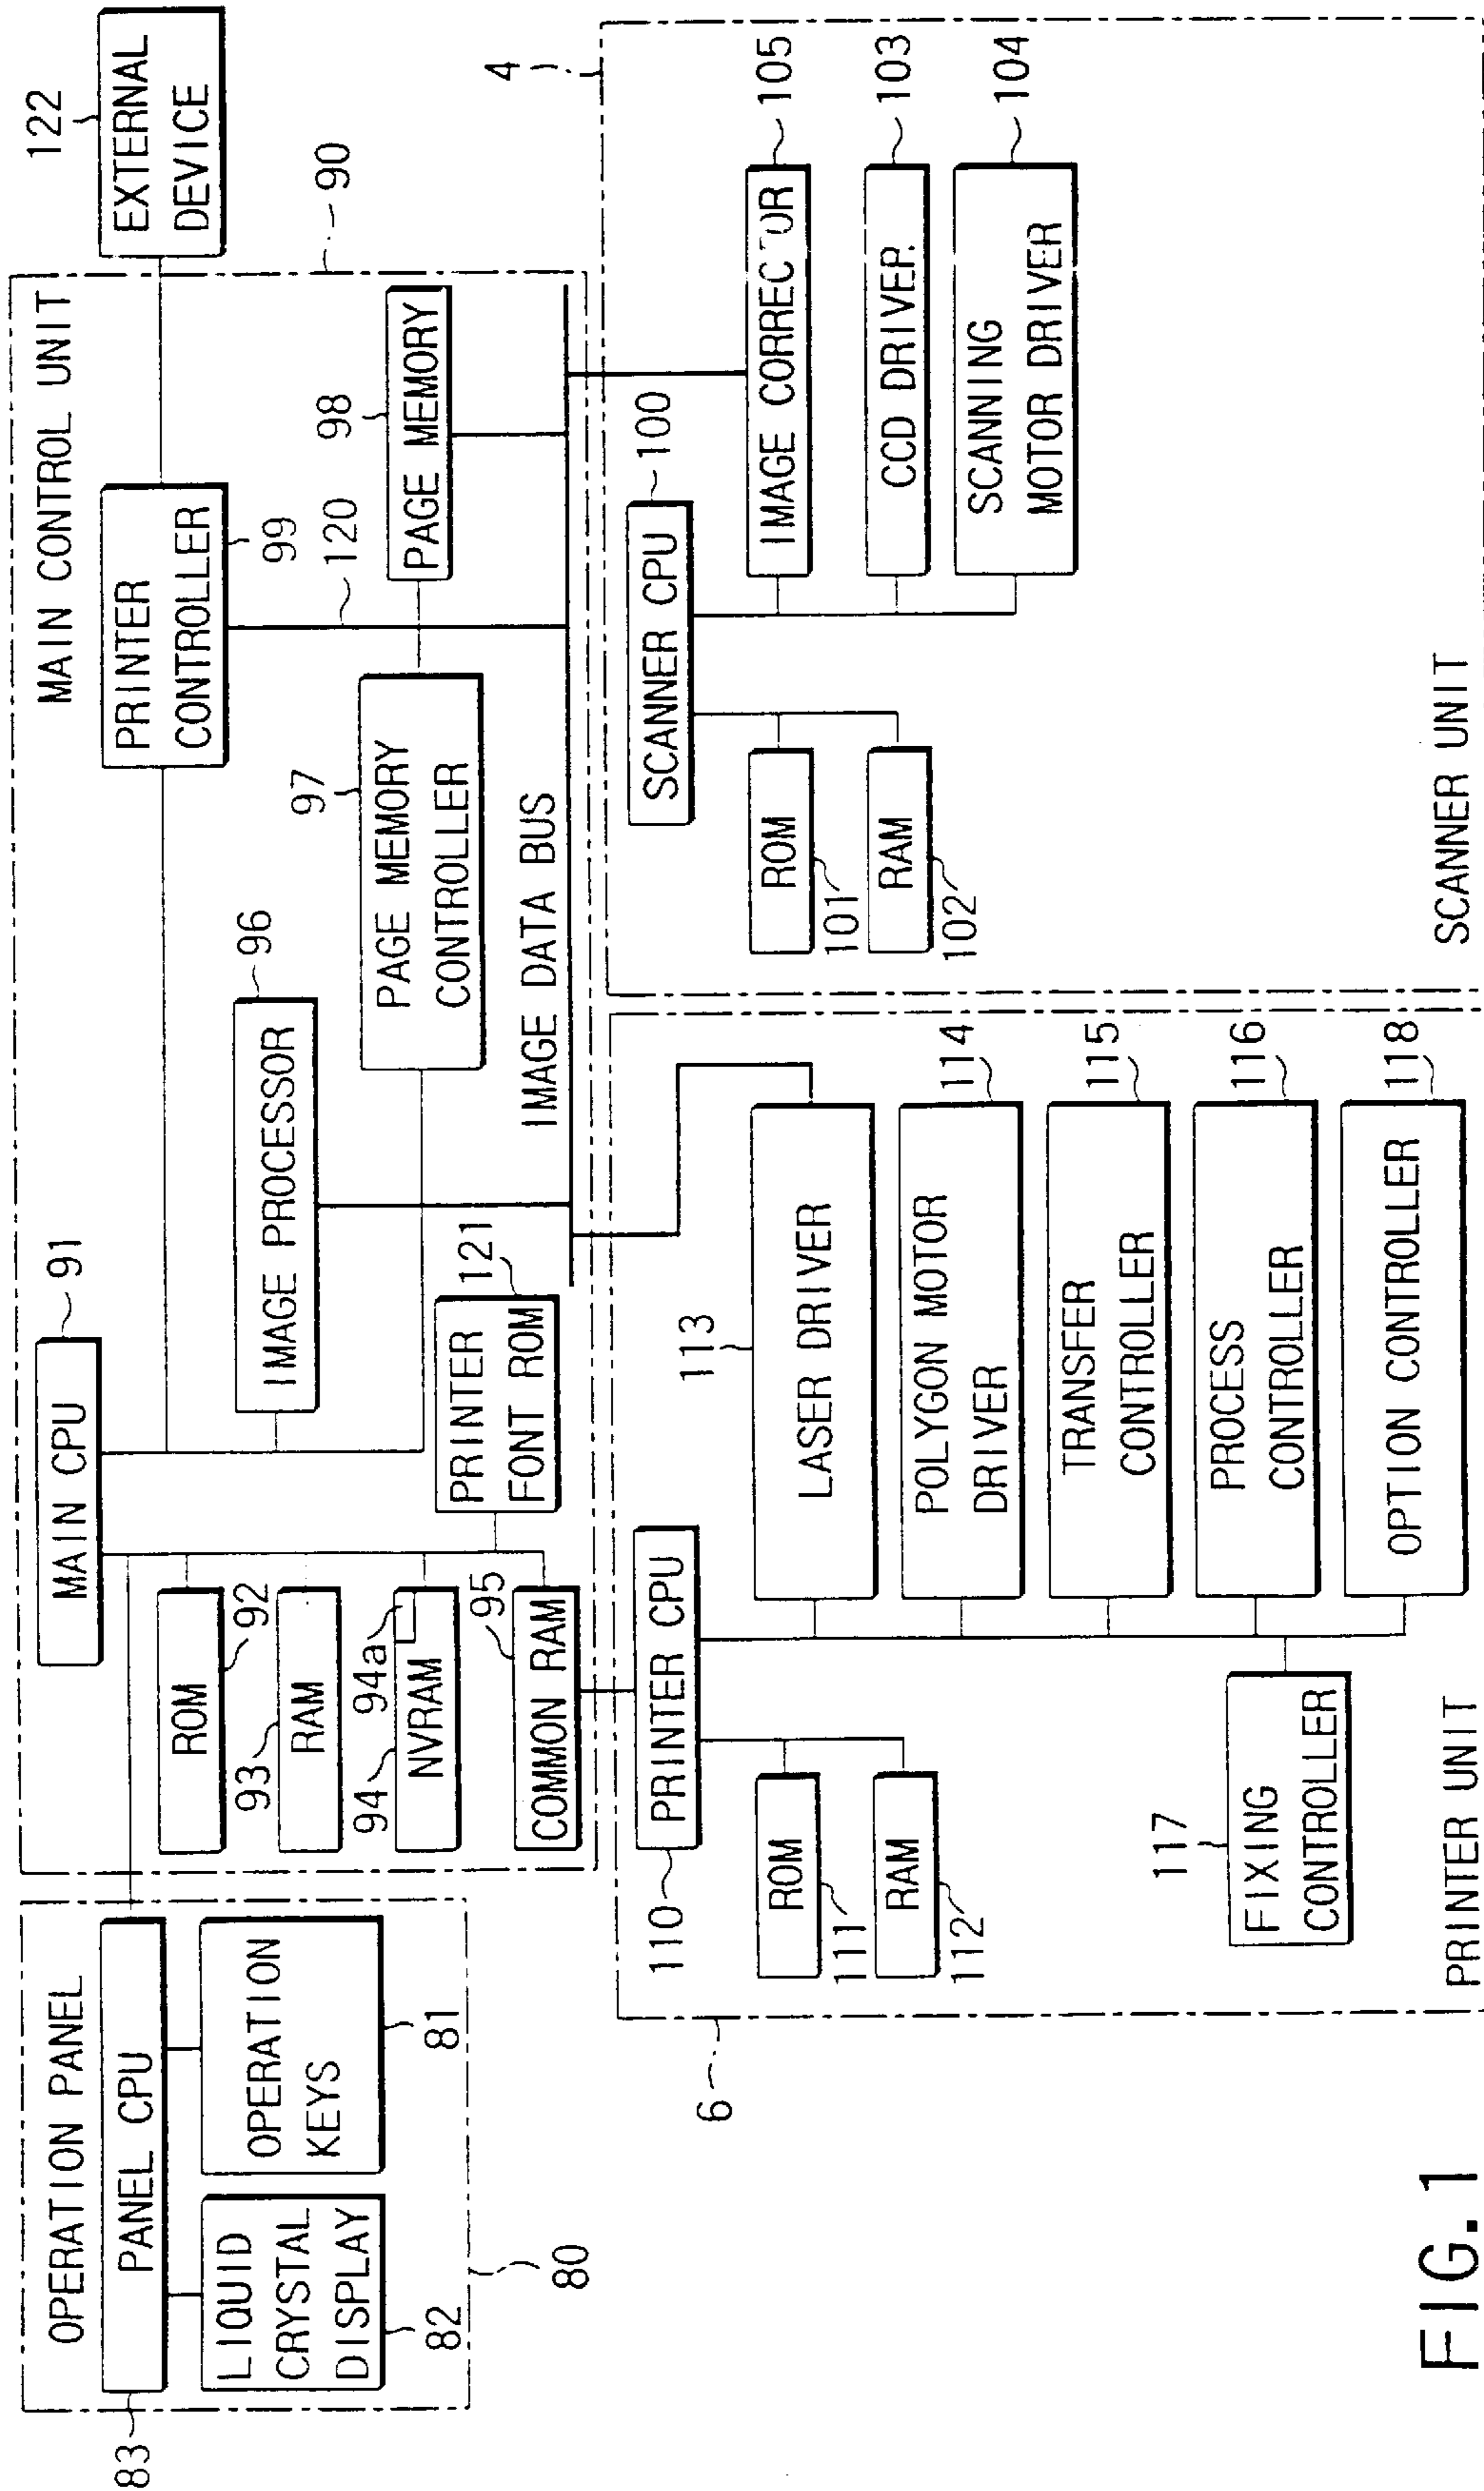 OPERATION PANEL
83
PANEL CPU
LIQUID
CRYSTAL
DISPLAY
82
OPERATION
KEYS
81
80
MAIN CONTROL UNIT
90
MAIN CPU
91
ROM
92
93
RAM
94
94a
NVRAM
95
COMMON RAM
PRINTER
FONT ROM
121
IMAGE PROCESSOR
96
97
PAGE MEMORY
CONTROLLER
PRINTER
CONTROLLER
99
120
98
PAGE MEMORY
IMAGE DATA BUS
122
EXTERNAL
DEVICE
6
110
PRINTER CPU
ROM
111
RAM
112
113
LASER DRIVER
POLYGON MOTOR
DRIVER
114
TRANSFER
CONTROLLER
115
PROCESS
CONTROLLER
116
OPTION CONTROLLER
118
117
FIXING
CONTROLLER
PRINTER UNIT
4
SCANNER CPU
100
ROM
101
RAM
102
IMAGE CORRECTOR
105
CCD DRIVER
103
SCANNING
MOTOR DRIVER
104
SCANNER UNIT
FIG. 1